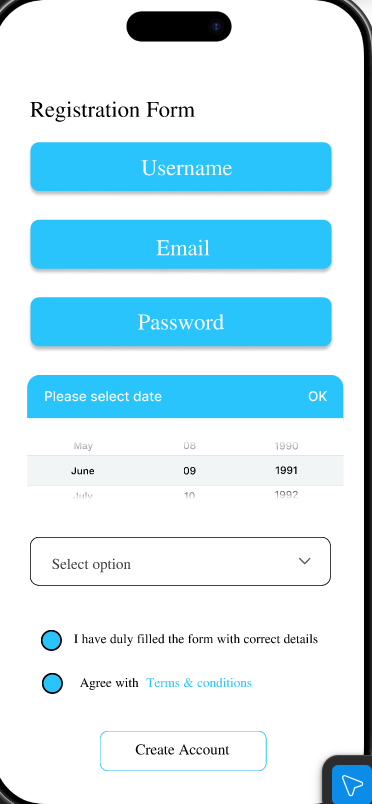 Registration Form
Username
Email
Password
Please select date OK
May 08 1990
June 09 1991
July 10 1992
Select option
I have duly filled the form with correct details
Agree with Terms & conditions
Create Account